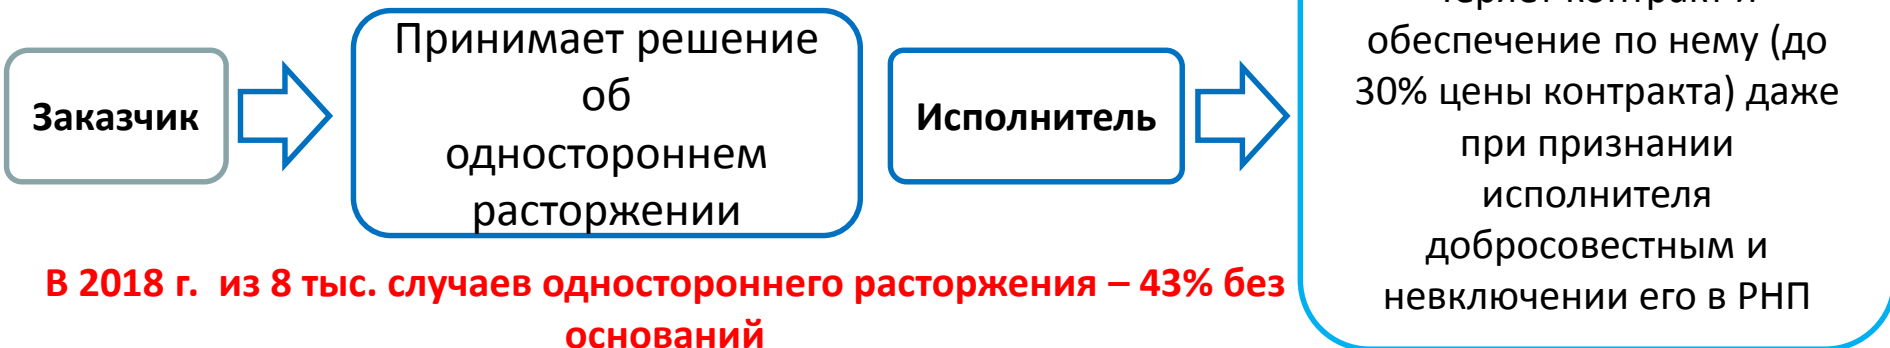 Заказчик
Принимает решение
об
одностороннем
расторжении
Исполнитель
контракт и
обеспечение по нему (до
30% цены контракта) даже
при признании
исполнителя
добросовестным и
невключении его в РНП
В 2018 г. из 8 тыс. случаев одностороннего расторжения – 43% без
оснований